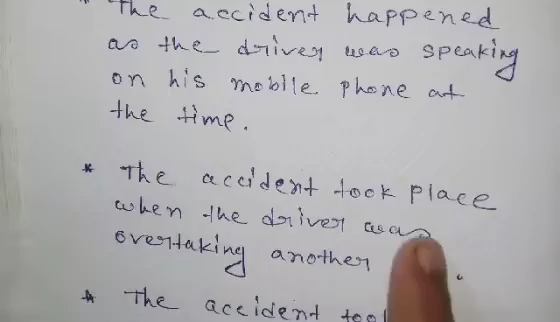 * The accident happened
as the driver was speaking
on his mobile phone at
the time.
* The accident took place
when the driver was
overtaking another .
* The accident